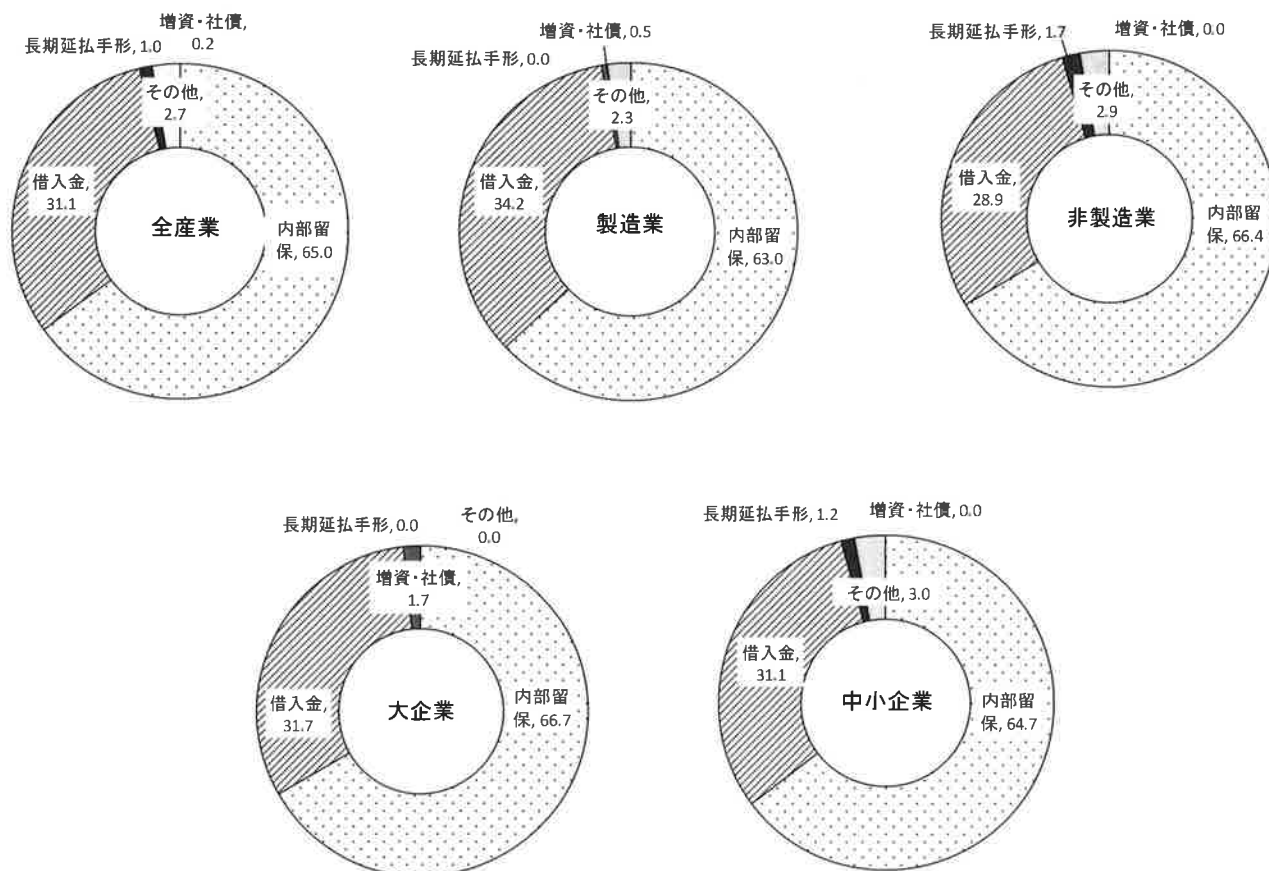 増資・社債,
0.2
長期延払手形, 1.0
その他,
2.7
借入金,
31.1
全産業
内部留
保, 65.0
増資・社債, 0.5
長期延払手形, 0.0
その他,
2.3
借入金,
34.2
製造業
内部留
保, 63.0
長期延払手形, 1.7
増資・社債, 0.0
その他,
2.9
借入金,
28.9
非製造業
内部留
保, 66.4
長期延払手形, 0.0
その他,
0.0
増資・社債,
1.7
借入金,
31.7
大企業
内部留
保, 66.7
長期延払手形, 1.2
増資・社債, 0.0
その他, 3.0
借入金,
31.1
中小企業
内部留
保, 64.7